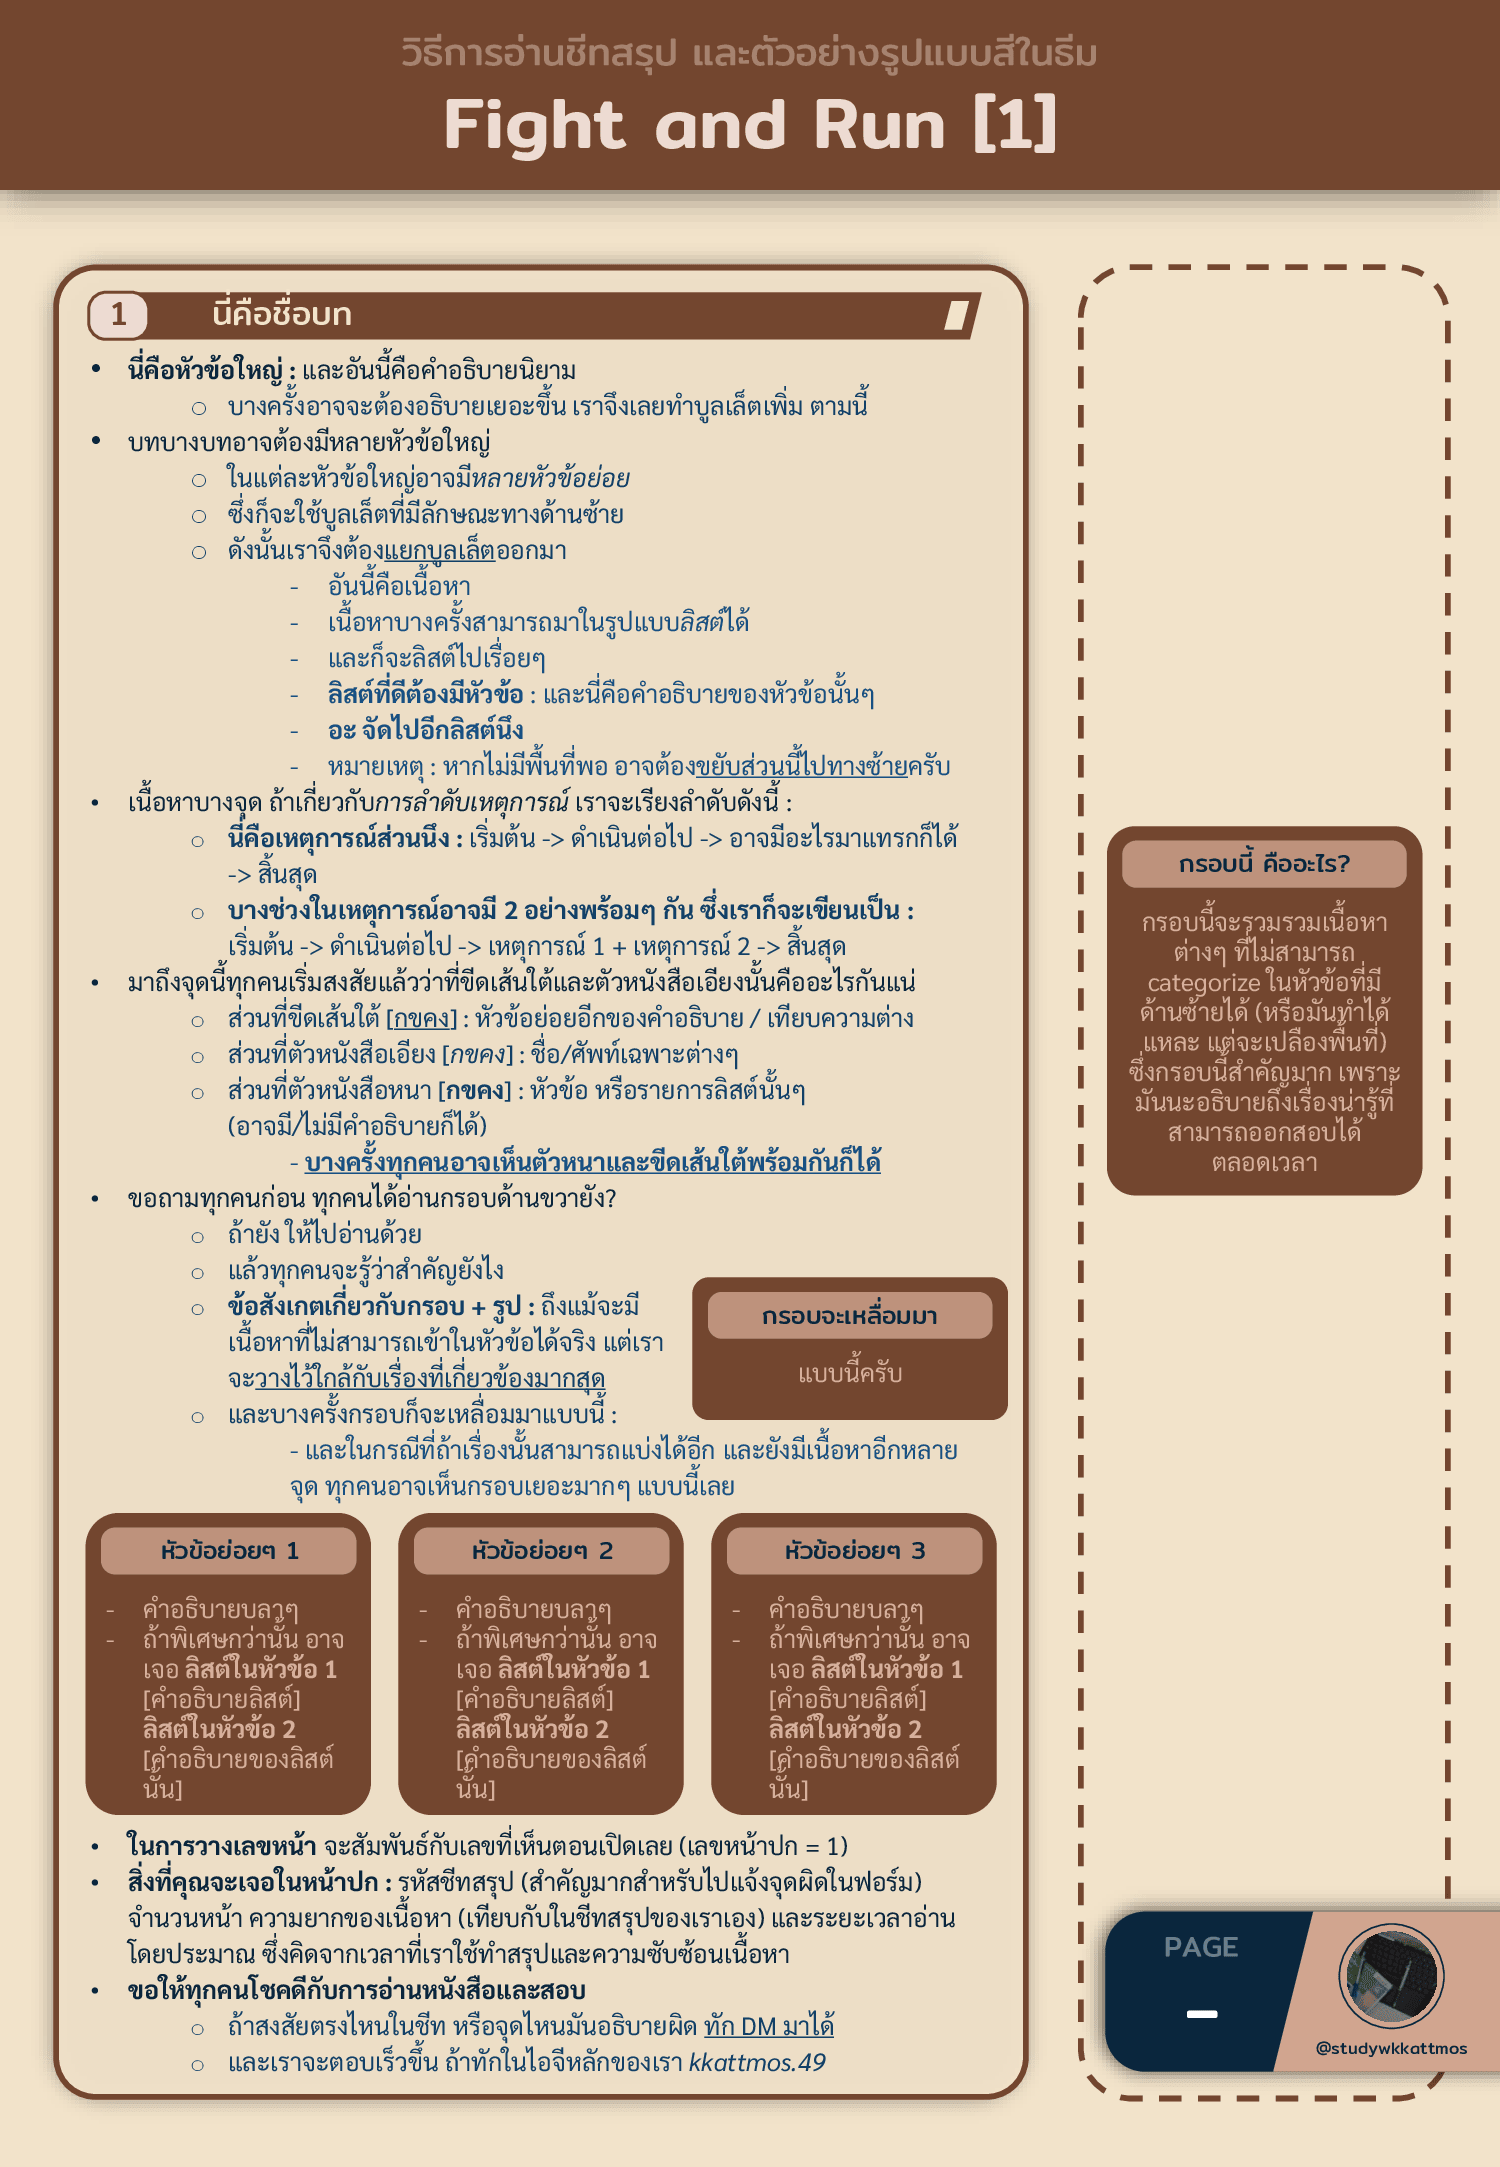 วิธีการอ่านชีทสรุป และตัวอย่างรูปแบบสีในธีม
Fight and Run [1]
1 นี่คือชื่อบท
• นี่คือหัวข้อใหญ่ : และอันนี้คือคำอธิบายนิยาม
○ บางครั้งอาจจะต้องอธิบายเยอะขึ้น เราจึงเลยทำบูลเล็ตเพิ่ม ตามนี้
• บทบางบทอาจต้องมีหลายหัวข้อใหญ่
○ ในแต่ละหัวข้อใหญ่อาจมีหลายหัวข้อย่อย
○ ซึ่งก็จะใช้บูลเล็ตที่มีลักษณะทางด้านซ้าย
○ ดังนั้นเราจึงต้องแยกบูลเล็ตออกมา
- อันนี้คือเนื้อหา
- เนื้อหาบางครั้งสามารถมาในรูปแบบลิสต์ได้
- และก็จะลิสต์ไปเรื่อยๆ
- ลิสต์ที่ดีต้องมีหัวข้อ : และนี่คือคำอธิบายของหัวข้อนั้นๆ
- อะ จัดไปอีกลิสต์นึง
- หมายเหตุ : หากไม่มีพื้นที่พอ อาจต้องขยับส่วนนี้ไปทางซ้ายครับ
• เนื้อหาบางจุด ถ้าเกี่ยวกับการลำดับเหตุการณ์ เราจะเรียงลำดับดังนี้ :
○ นี่คือเหตุการณ์ส่วนนึง : เริ่มต้น -> ดำเนินต่อไป -> อาจมีอะไรมาแทรกก็ได้
-> สิ้นสุด
○ บางช่วงในเหตุการณ์อาจมี 2 อย่างพร้อมๆ กัน ซึ่งเราก็จะเขียนเป็น :
เริ่มต้น -> ดำเนินต่อไป -> เหตุการณ์ 1 + เหตุการณ์ 2 -> สิ้นสุด
• มาถึงจุดนี้ทุกคนเริ่มสงสัยแล้วว่าที่ขีดเส้นใต้และตัวหนังสือเอียงนั้นคืออะไรกันแน่
○ ส่วนที่ขีดเส้นใต้ [กขคง] : หัวข้อย่อยอีกของคำอธิบาย / เทียบความต่าง
○ ส่วนที่ตัวหนังสือเอียง [กขคง] : ชื่อ/ศัพท์เฉพาะต่างๆ
○ ส่วนที่ตัวหนังสือหนา [กขคง] : หัวข้อ หรือรายการลิสต์นั้นๆ
(อาจมี/ไม่มีคำอธิบายก็ได้)
- บางครั้งทุกคนอาจเห็นตัวหนาและขีดเส้นใต้พร้อมกันก็ได้
• ขอถามทุกคนก่อน ทุกคนได้อ่านกรอบด้านขวายัง?
○ ถ้ายัง ให้ไปอ่านด้วย
○ แล้วทุกคนจะรู้ว่าสำคัญยังไง
○ ข้อสังเกตเกี่ยวกับกรอบ + รูป : ถึงแม้จะมี
เนื้อหาที่ไม่สามารถเข้าในหัวข้อได้จริง แต่เรา
จะวางไว้ใกล้กับเรื่องที่เกี่ยวข้องมากสุด
○ และบางครั้งกรอบก็จะเหลื่อมมาแบบนี้ :
- และในกรณีที่ถ้าเรื่องนั้นสามารถแบ่งได้อีก และยังมีเนื้อหาอีกหลาย
จุด ทุกคนอาจเห็นกรอบเยอะมากๆ แบบนี้เลย
กรอบจะเหลื่อมมา
แบบนี้ครับ
หัวข้อย่อยๆ 1
- คำอธิบายบลาๆ
- ถ้าพิเศษกว่านั้น อาจ
เจอ ลิสต์ในหัวข้อ 1
[คำอธิบายลิสต์]
ลิสต์ในหัวข้อ 2
[คำอธิบายของลิสต์
นั้น]
หัวข้อย่อยๆ 2
- คำอธิบายบลาๆ
- ถ้าพิเศษกว่านั้น อาจ
เจอ ลิสต์ในหัวข้อ 1
[คำอธิบายลิสต์]
ลิสต์ในหัวข้อ 2
[คำอธิบายของลิสต์
นั้น]
หัวข้อย่อยๆ 3
- คำอธิบายบลาๆ
- ถ้าพิเศษกว่านั้น อาจ
เจอ ลิสต์ในหัวข้อ 1
[คำอธิบายลิสต์]
ลิสต์ในหัวข้อ 2
[คำอธิบายของลิสต์
นั้น]
• ในการวางเลขหน้า จะสัมพันธ์กับเลขที่เห็นตอนเปิดเลย (เลขหน้าปก = 1)
• สิ่งที่คุณจะเจอในหน้าปก : รหัสชีทสรุป (สำคัญมากสำหรับไปแจ้งจุดผิดในฟอร์ม)
จำนวนหน้า ความยากของเนื้อหา (เทียบกับในชีทสรุปของเราเอง) และระยะเวลาอ่าน
โดยประมาณ ซึ่งคิดจากเวลาที่เราใช้ทำสรุปและความซับซ้อนเนื้อหา
• ขอให้ทุกคนโชคดีกับการอ่านหนังสือและสอบ
○ ถ้าสงสัยตรงไหนในชีท หรือจุดไหนมันอธิบายผิด ทัก DM มาได้
○ และเราจะตอบเร็วขึ้น ถ้าทักในไอจีหลักของเรา kkattmos.49
กรอบนี้ คืออะไร?
กรอบนี้จะรวมรวมเนื้อหา
ต่างๆ ที่ไม่สามารถ
categorize ในหัวข้อที่มี
ด้านซ้ายได้ (หรือมันทำได้
แหละ แต่จะเปลืองพื้นที่)
ซึ่งกรอบนี้สำคัญมาก เพราะ
มันนะอธิบายถึงเรื่องน่ารู้ที่
สามารถออกสอบได้
ตลอดเวลา
PAGE
-
@studywkkattmos